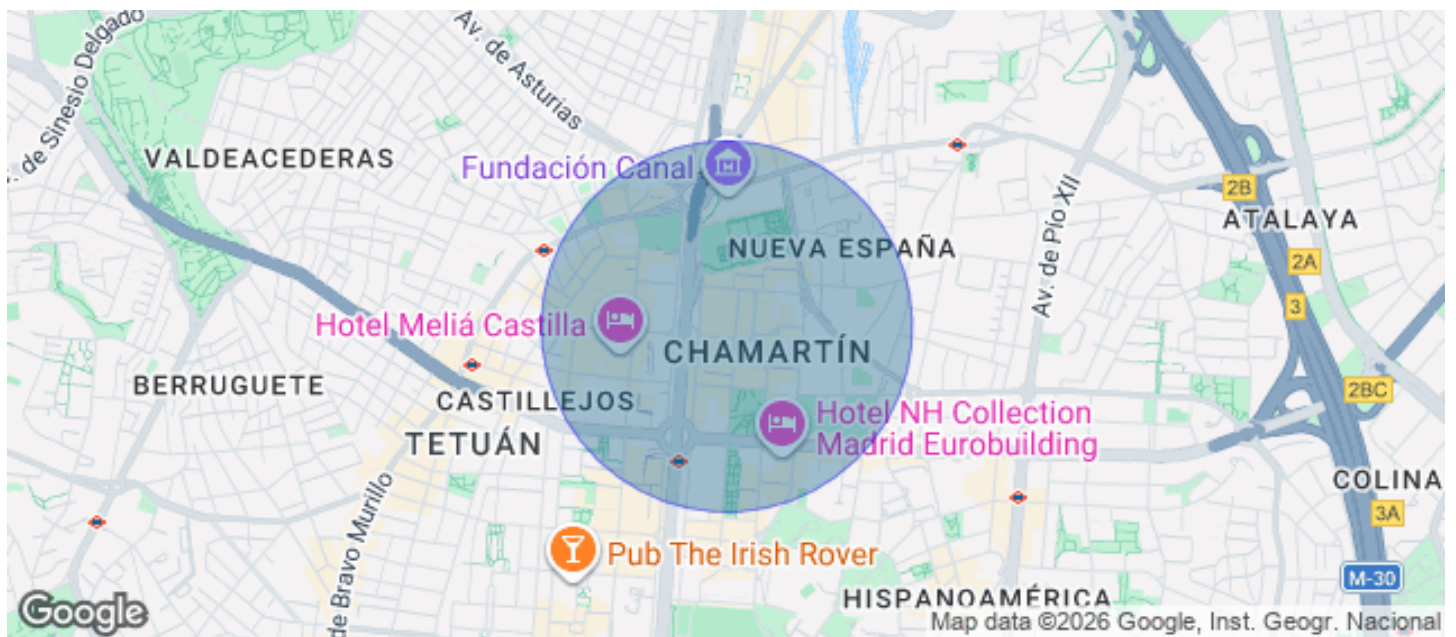 Av. de Sinesio Delgado
Av. de Asturias
VALDEACEDERAS
Fundación Canal
NUEVA ESPAÑA
Av. de Pío XII
2B
ATALAYA
2A
3
Hotel Meliá Castilla
CHAMARTÍN
BERRUGUETE
CASTILLEJOS
2BC
Hotel NH Collection
Madrid Eurobuilding
TETUÁN
COLINA
3A
de Bravo Murillo
Pub The Irish Rover
M-30
HISPANOAMÉRICA
Google
Map data ©2026 Google, Inst. Geogr. Nacional